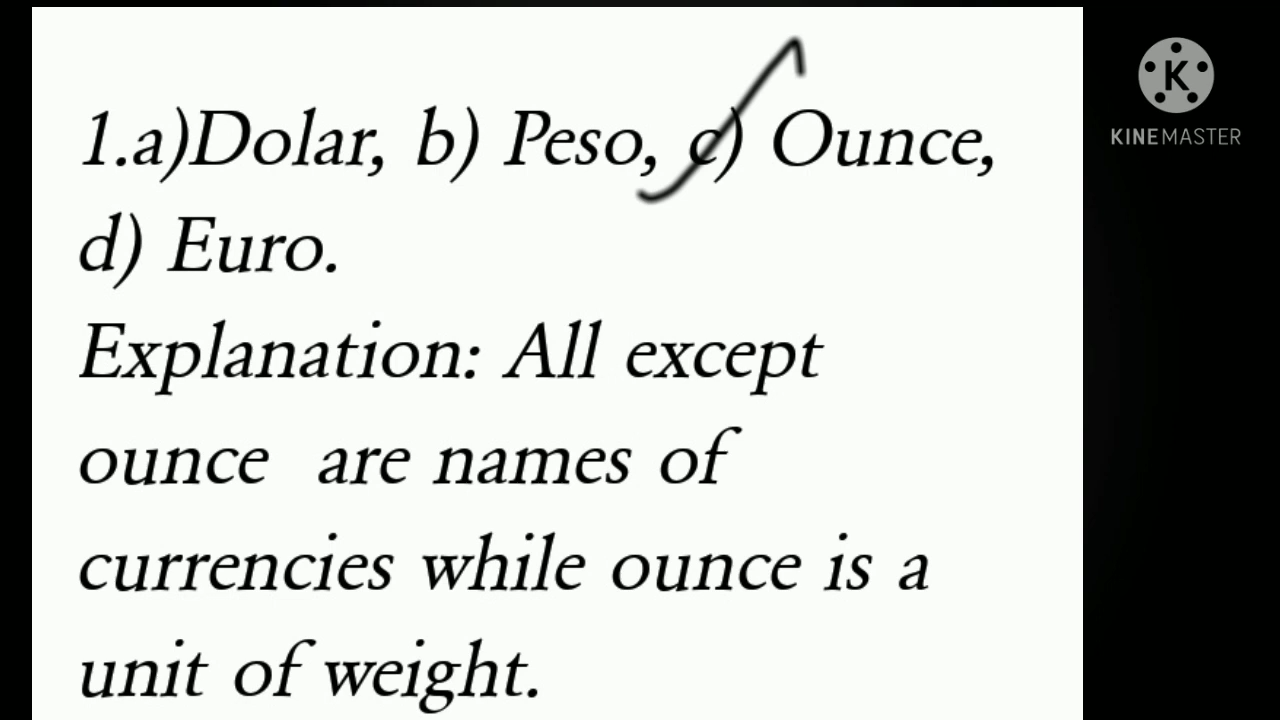 1.a)Dolar, b) Peso, c) Ounce,
d) Euro.
Explanation: All except
ounce are names of
currencies while ounce is a
unit of weight.
K
KINEMASTER